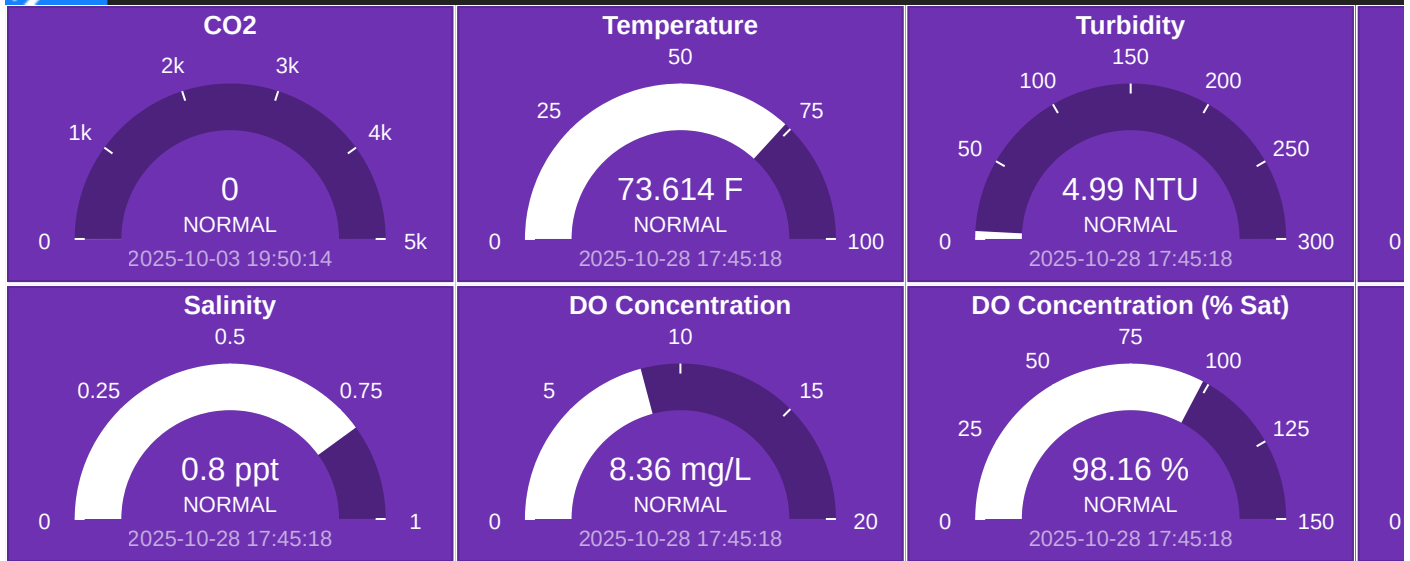 CO2
2k
3k
1k
4k
0
NORMAL
0
5k
2025-10-03 19:50:14
Temperature
50
25
75
73.614 F
NORMAL
0
100
2025-10-28 17:45:18
Turbidity
150
100
200
50
250
4.99 NTU
NORMAL
0
300
2025-10-28 17:45:18
0
Salinity
0.5
0.25
0.75
0.8 ppt
NORMAL
0
1
2025-10-28 17:45:18
DO Concentration
10
5
15
8.36 mg/L
NORMAL
0
20
2025-10-28 17:45:18
DO Concentration (% Sat)
75
50
100
25
125
98.16 %
NORMAL
0
150
2025-10-28 17:45:18
0